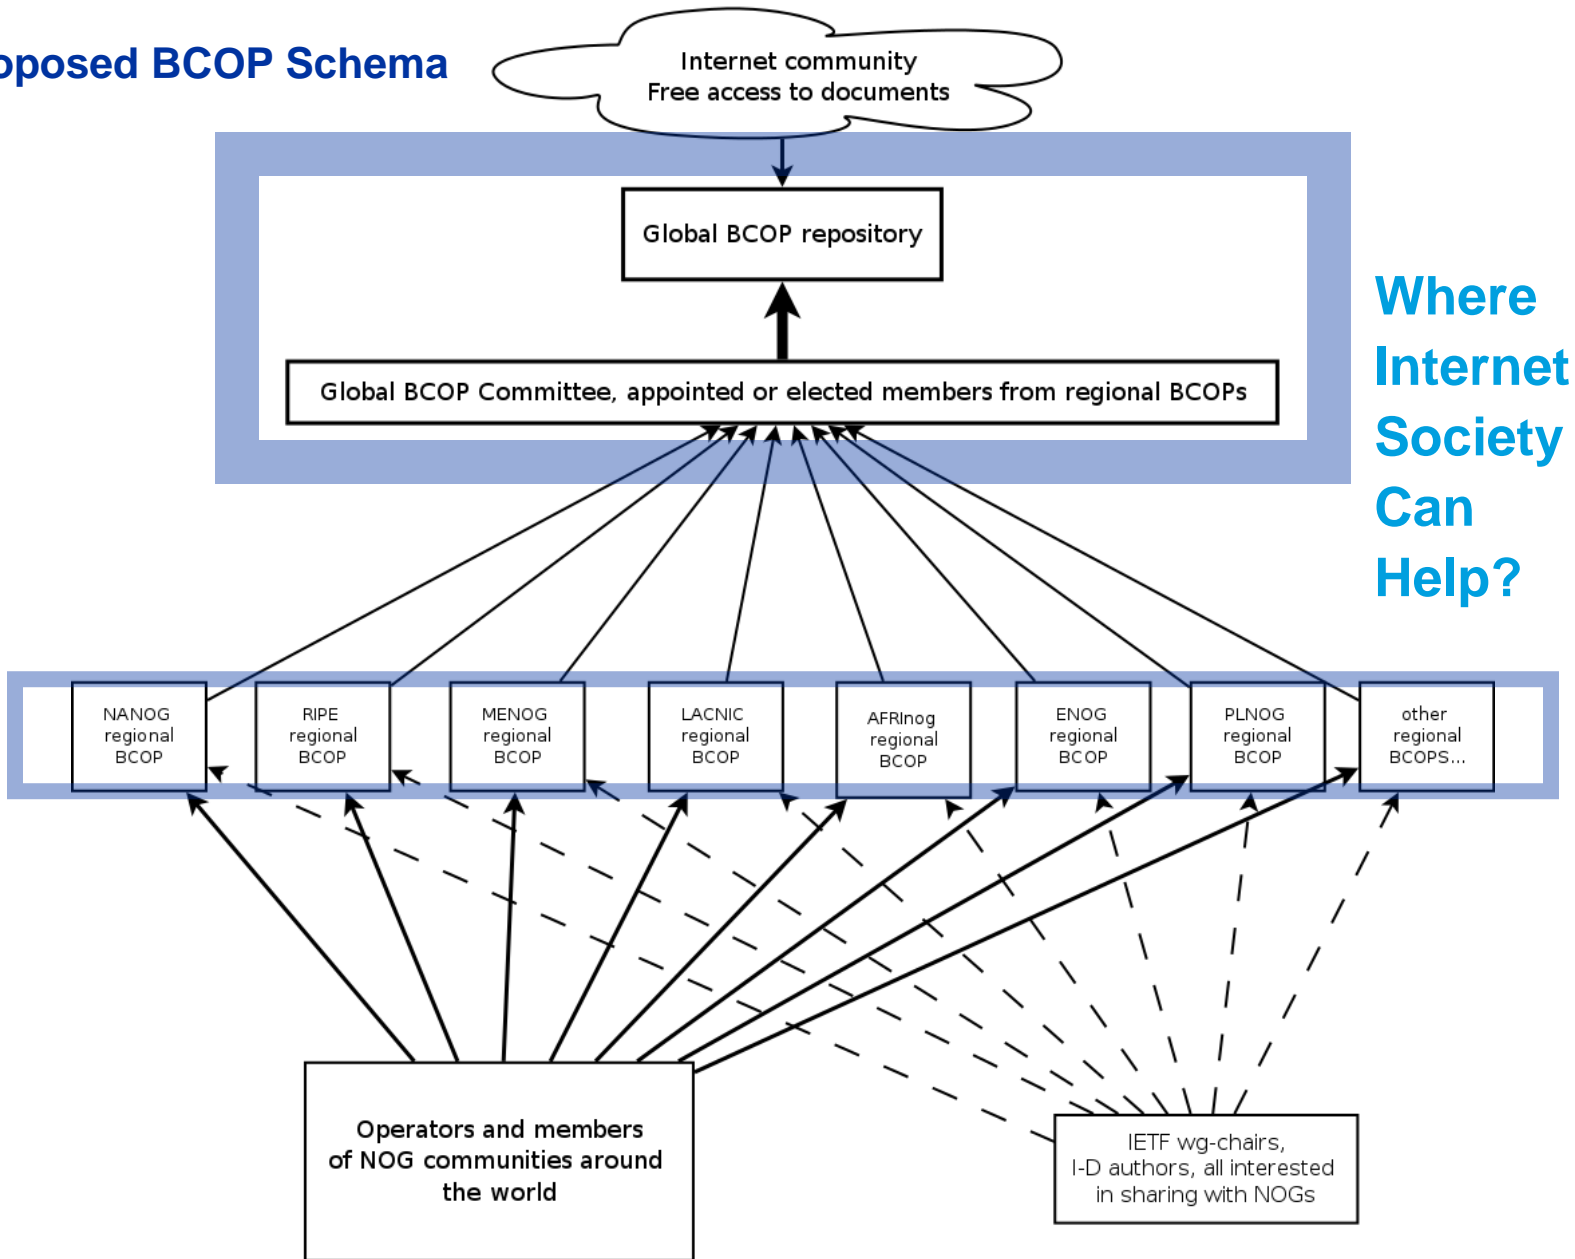 oposed BCOP Schema
Internet community
Free access to documents
Global BCOP repository
Global BCOP Committee, appointed or elected members from regional BCOPs
Where
Internet
Society
Can
Help?
NANOG
regional
BCOP
RIPE
regional
BCOP
MENOG
regional
BCOP
LACNIC
regional
BCOP
AFRInog
regional
BCOP
ENOG
regional
BCOP
PLNOG
regional
BCOP
other
regional
BCOPS...
Operators and members
of NOG communities around
the world
IETF wg-chairs,
I-D authors, all interested
in sharing with NOGs